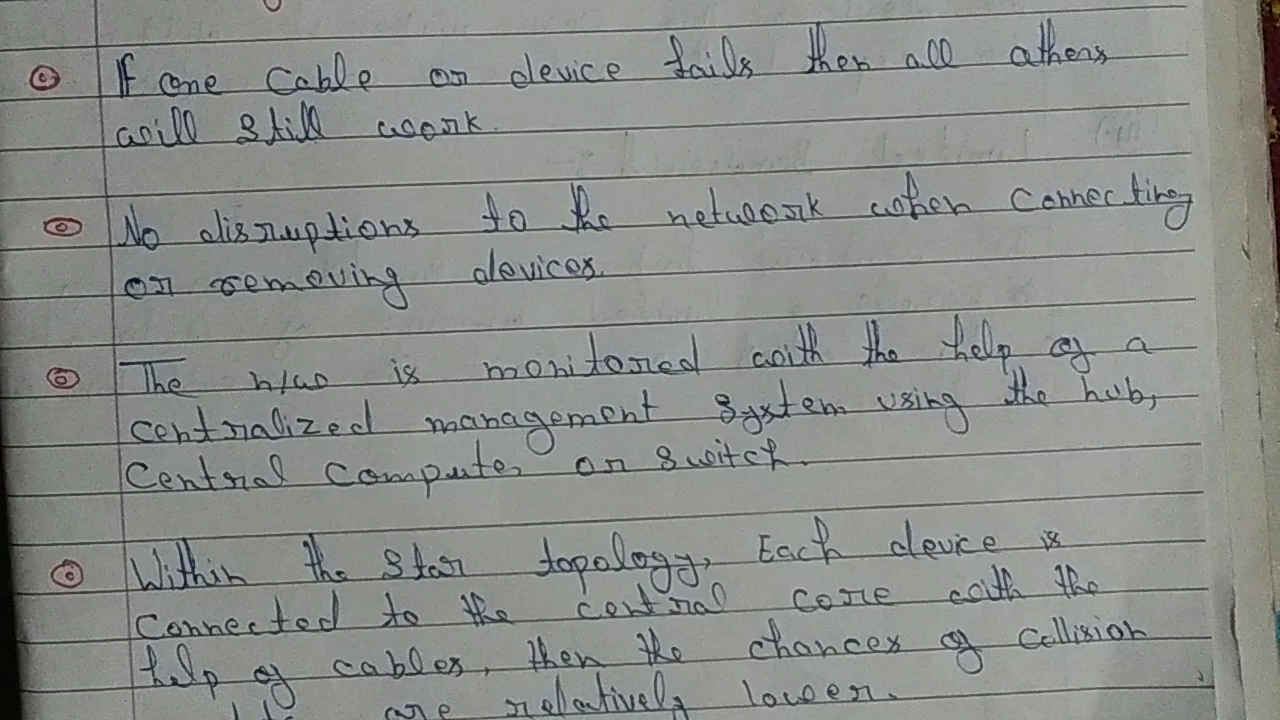 If one cable or device fails then all athers
will still work.
No disruptions to the network when connecting
or removing devices.
The n/w is monitored with the help of a
centralized management system using the hub,
Central Computer or switch.
Within the Star topology, Each device is
connected to the central core with the
help of cables, then the chances of collision
are relatively lower.